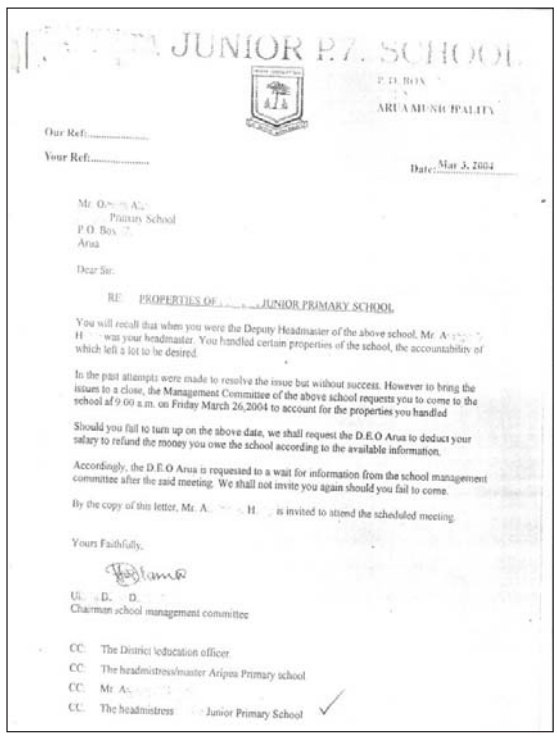 JUNIOR P.7. SCHOOL
P.O. BOX
ARUA MUNICIPALITY
Our Ref:
Your Ref:
Date: Mar 3, 2004
Mr. O
Primary School
P.O. Box
Arua
Dear Sir.
RE: PROPERTIES OF JUNIOR PRIMARY SCHOOL
You will recall that when you were the Deputy Headmaster of the above school, Mr. A
H was your headmaster. You handled certain properties of the school, the accountability of
which left a lot to be desired.
In the past attempts were made to resolve the issue but without success. However to bring the
issues to a close, the Management Committee of the above school requests you to come to the
school af 9:00 a.m. on Friday March 26,2004 to account for the properties you handled
Should you fail to turn up on the above date, we shall request the D.E.O Arua to deduct your
salary to refund the money you owe the school according to the available information.
Accordingly, the D.E.O Arua is requested to a wait for information from the school management
committee after the said meeting. We shall not invite you again should you fail to come.
By the copy of this letter, Mr. A H. is invited to attend the scheduled meeting.
Yours Faithfully,
D. D.
Chairman school management committee
CC: The District education officer.
CC: The headmistress/master Aripea Primary school
CC. Mr A
CC. The headmistress Junior Primary School